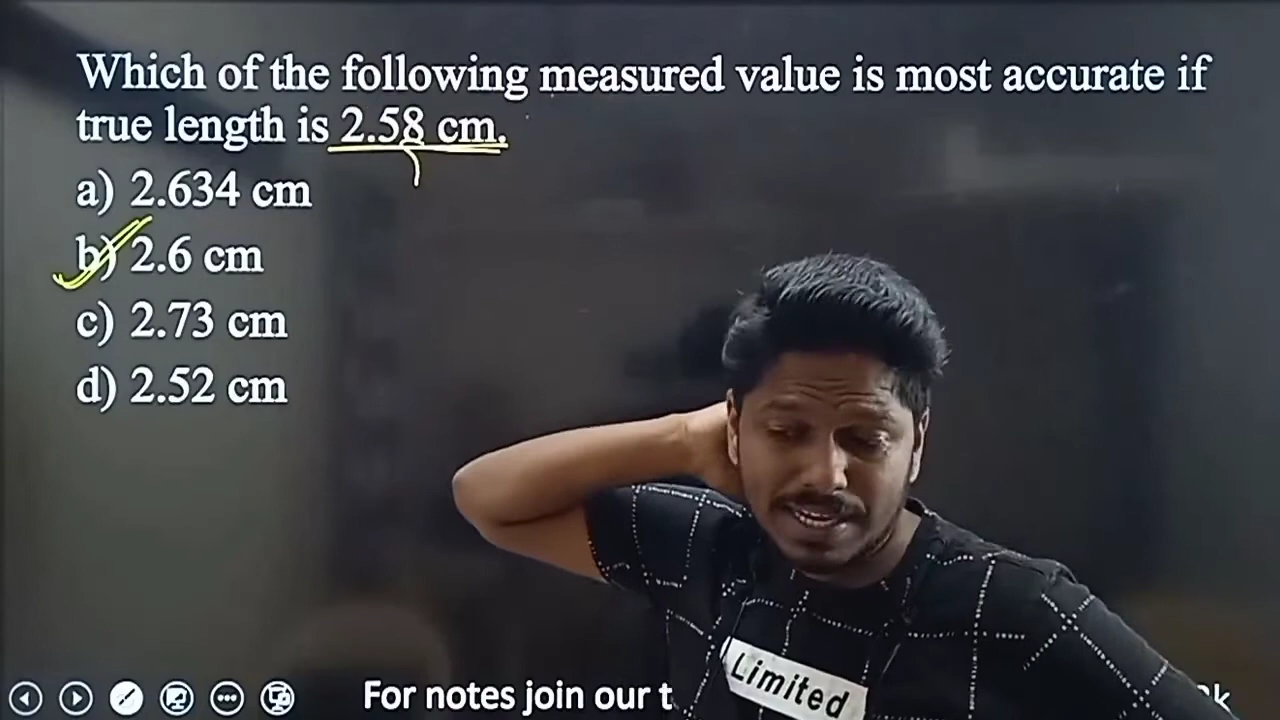 Which of the following measured value is most accurate if
true length is 2.58 cm.
a) 2.634 cm
b) 2.6 cm
c) 2.73 cm
d) 2.52 cm
Limited
For notes join our t